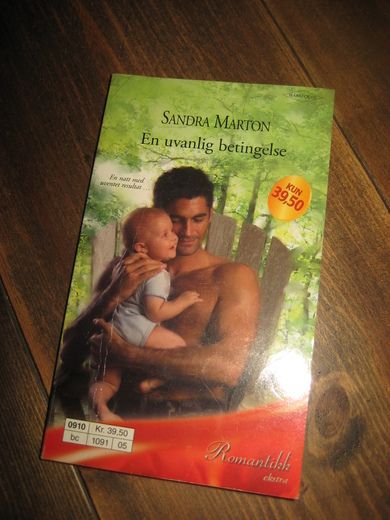 SANDRA MARTON
En uvanlig betingelse
En natt med
uventet resultat ...
KUN
39,50
0910 Kr. 39,50
bc 1091 05
Romantikk
ekstra